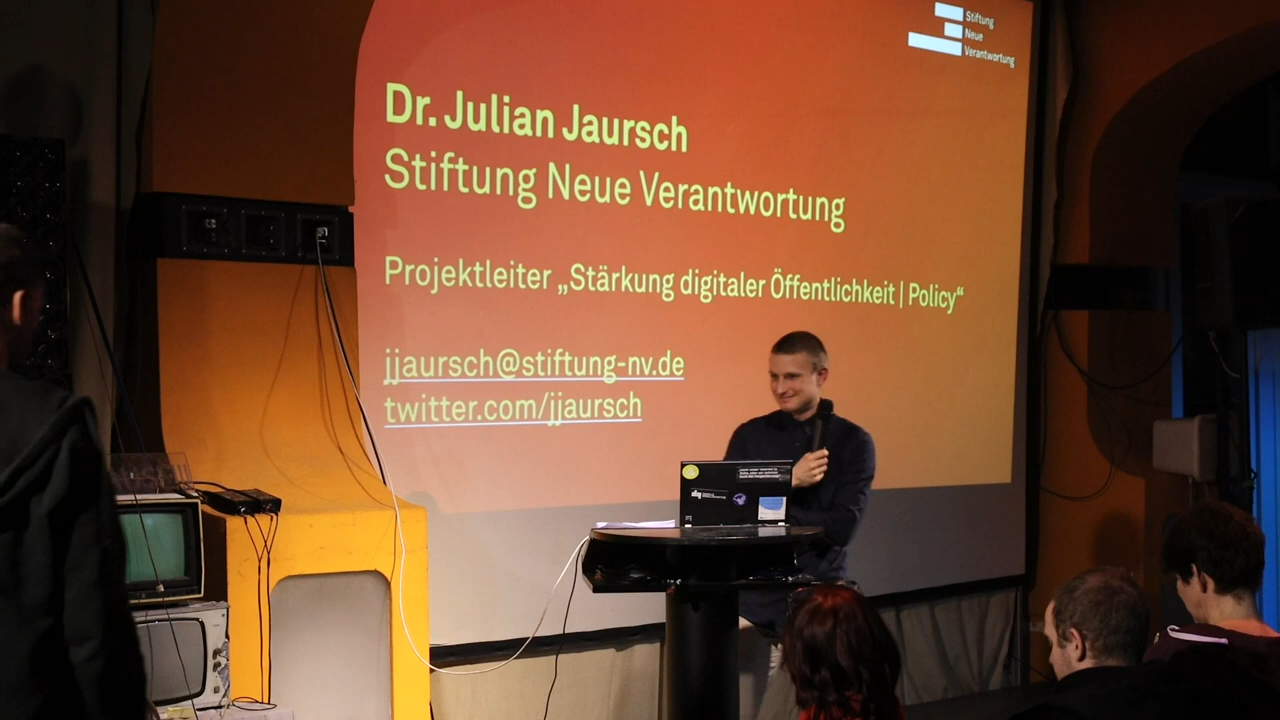 Stiftung
Neue
Verantwortung
Dr. Julian Jaursch
Stiftung Neue Verantwortung
Projektleiter „Stärkung digitaler Öffentlichkeit | Policy“
jjaursch@stiftung-nv.de
twitter.com/jjaursch